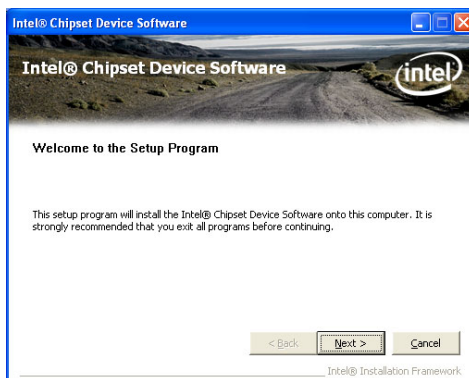 Intel® Chipset Device Software
Intel® Chipset Device Software
intel
Welcome to the Setup Program
This setup program will install the Intel® Chipset Device Software onto this computer. It is
strongly recommended that you exit all programs before continuing.
< Back Next > Cancel
Intel® Installation Framework